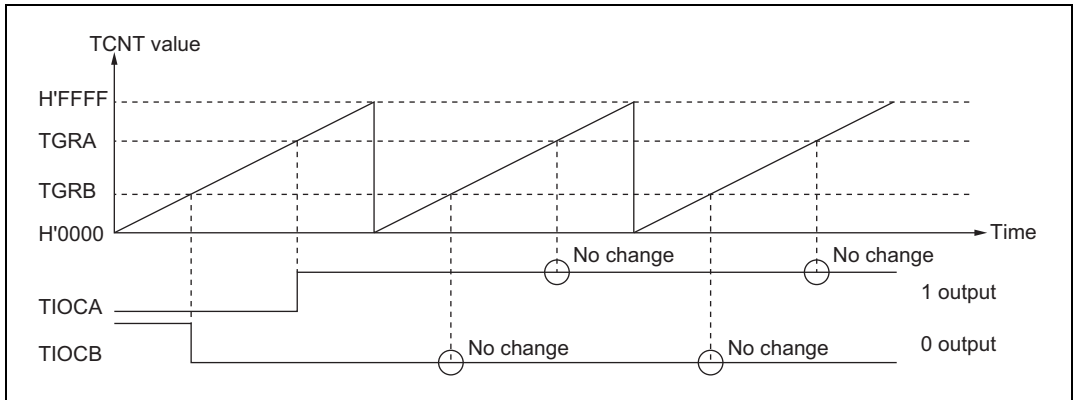 TCNT value
H'FFFF
TGRA
TGRB
H'0000
Time
No change
No change
TIOCA
1 output
No change
No change
TIOCB
0 output